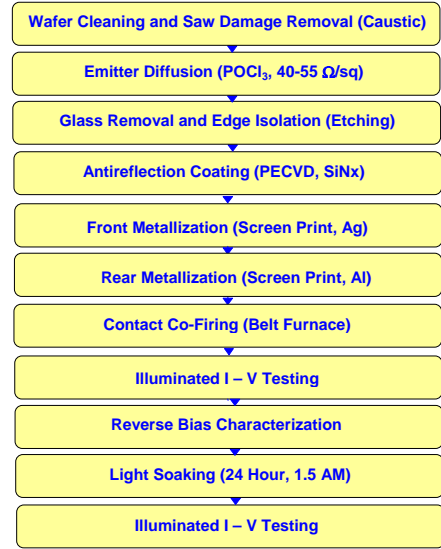 Wafer Cleaning and Saw Damage Removal (Caustic)
Emitter Diffusion (POCl₃, 40-55 Ω/sq)
Glass Removal and Edge Isolation (Etching)
Antireflection Coating (PECVD, SiNx)
Front Metallization (Screen Print, Ag)
Rear Metallization (Screen Print, Al)
Contact Co-Firing (Belt Furnace)
Illuminated I – V Testing
Reverse Bias Characterization
Light Soaking (24 Hour, 1.5 AM)
Illuminated I – V Testing